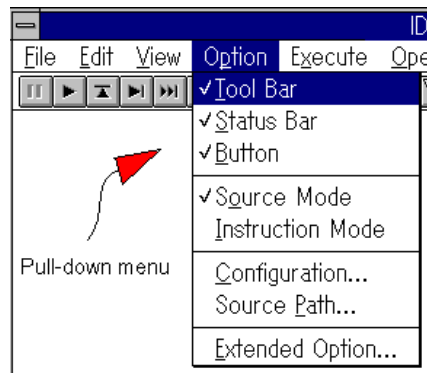 ID
File Edit View Option Execute Ope
Tool Bar
Status Bar
Button
Source Mode
Instruction Mode
Configuration...
Source Path...
Extended Option...
Pull-down menu